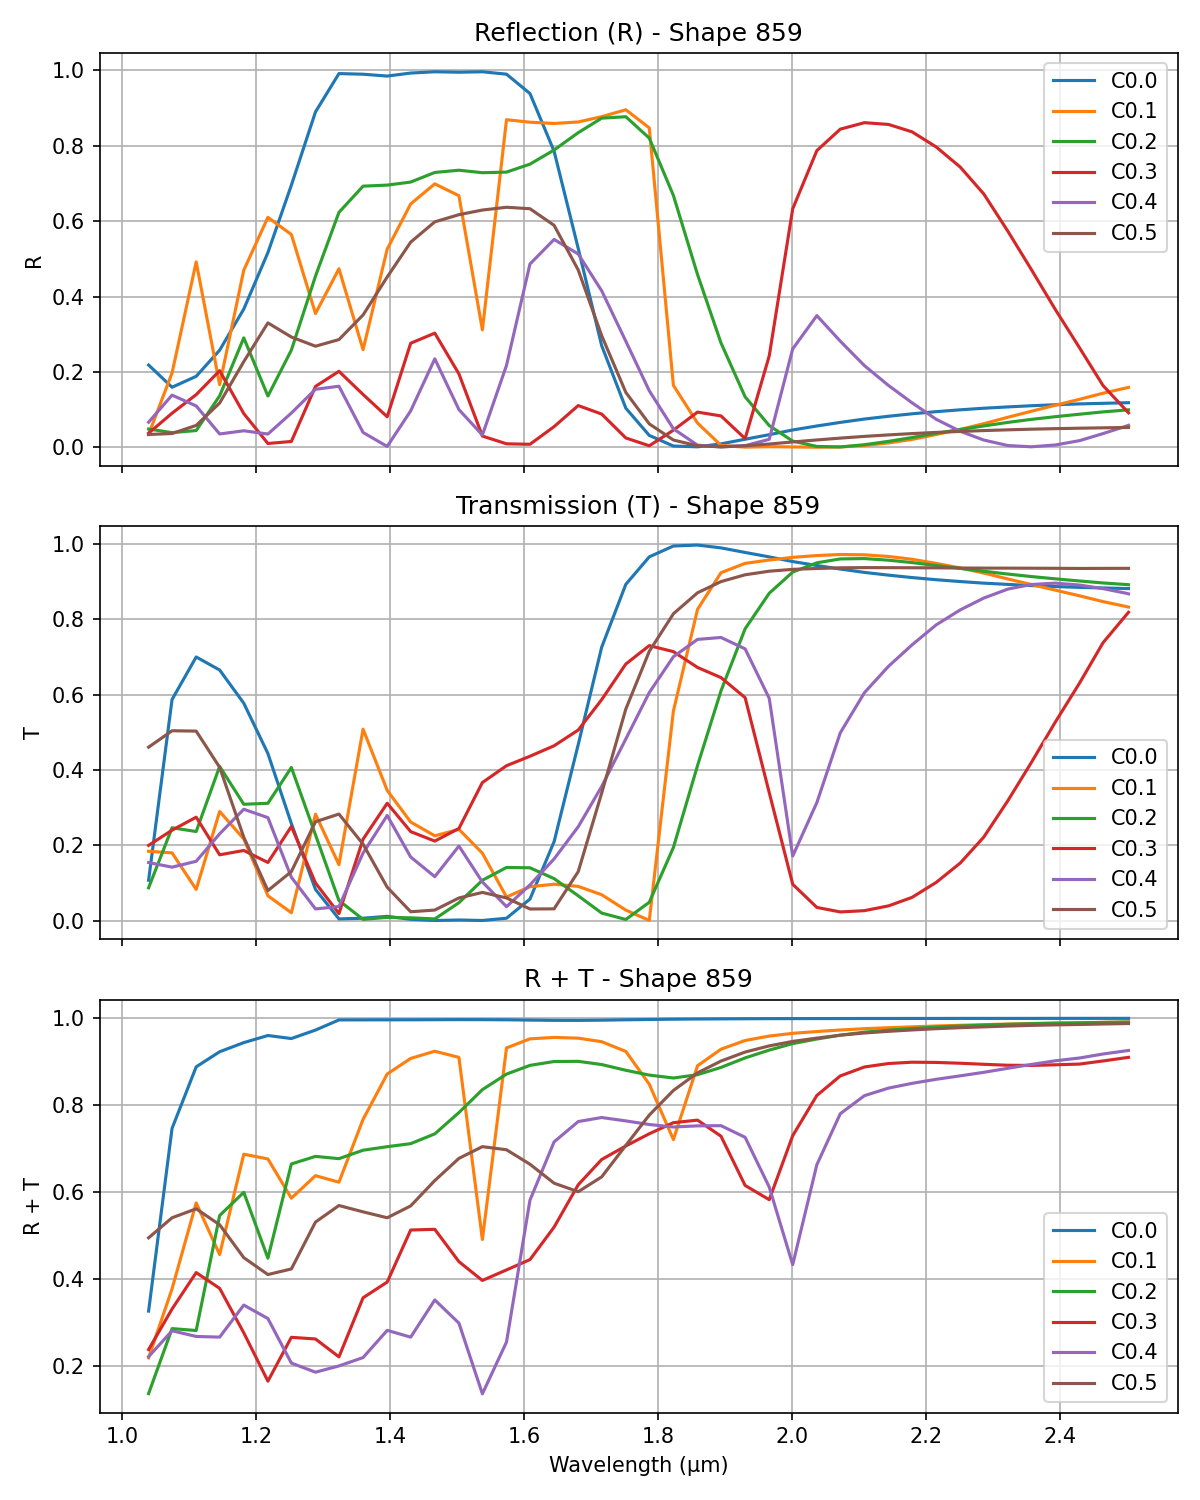 Reflection (R) - Shape 859
1.0
0.8
0.6
0.4
0.2
0.0
R
C0.0
C0.1
C0.2
C0.3
C0.4
C0.5
Transmission (T) - Shape 859
1.0
0.8
0.6
0.4
0.2
0.0
T
C0.0
C0.1
C0.2
C0.3
C0.4
C0.5
R + T - Shape 859
1.0
0.8
0.6
0.4
0.2
R + T
C0.0
C0.1
C0.2
C0.3
C0.4
C0.5
1.0 1.2 1.4 1.6 1.8 2.0 2.2 2.4
Wavelength (μm)